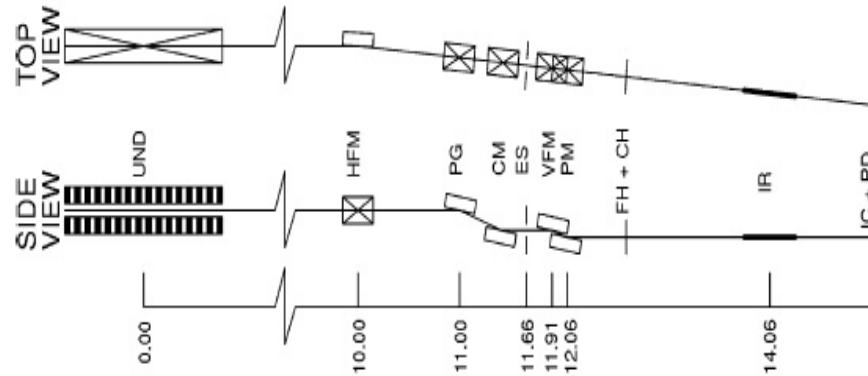 TOP
VIEW
SIDE
VIEW
UND
HFM
PG
CM
ES
VFM
PM
FH + CH
IR
0.00
10.00
11.00
11.66
11.91
12.06
14.06